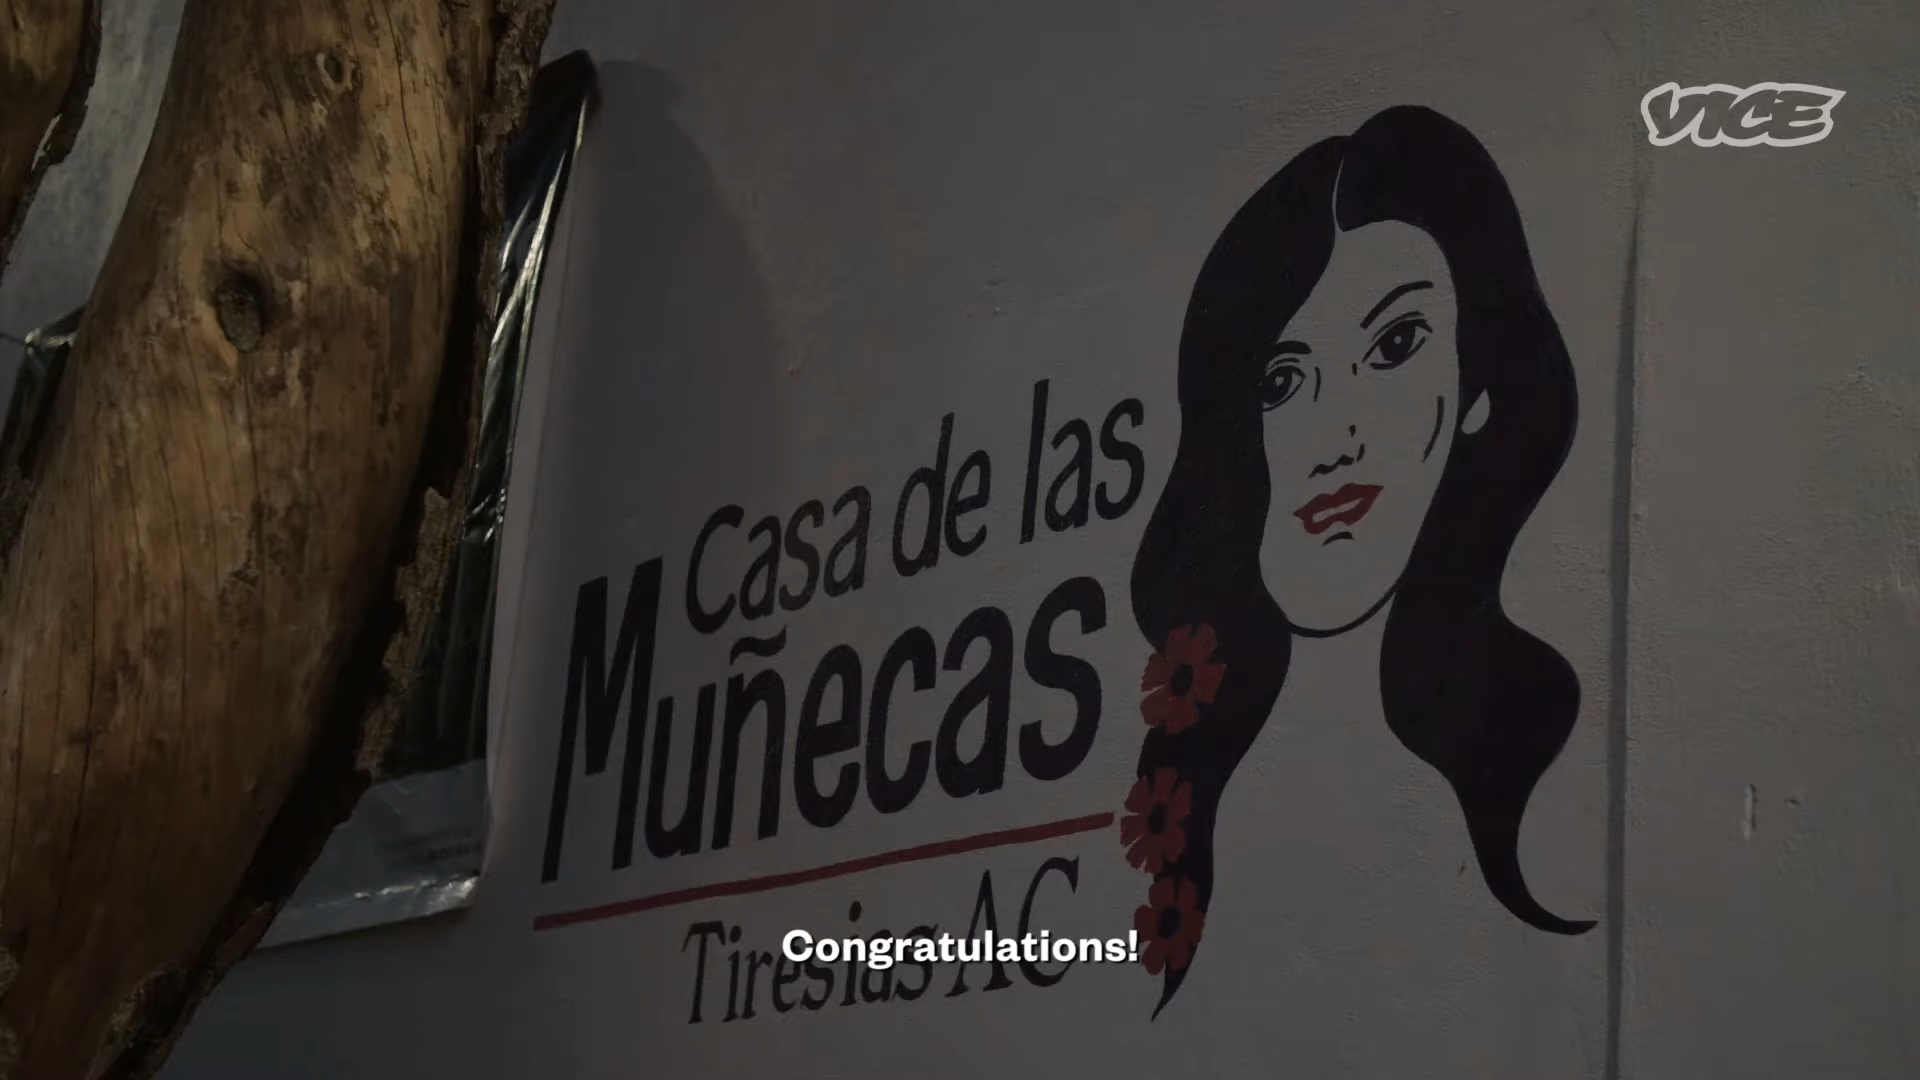 VICE
Casa de las
Muñecas
Tiresias AC
Congratulations!